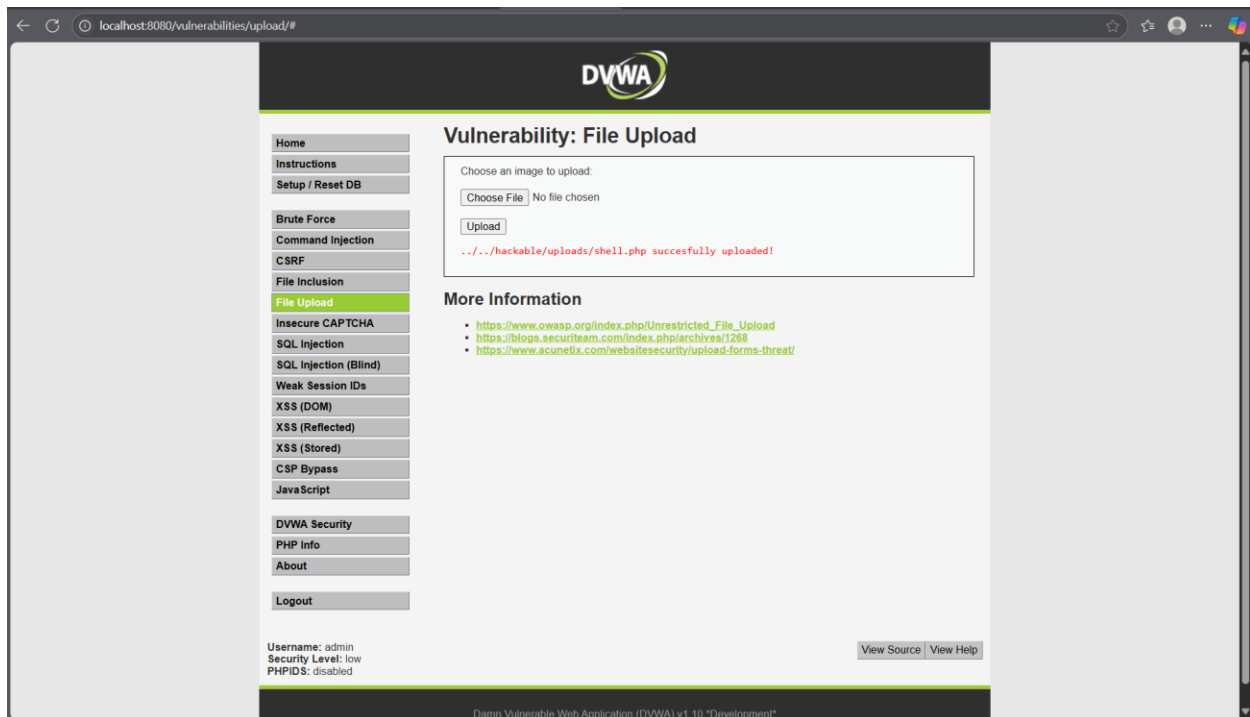 localhost:8080/vulnerabilities/upload/#
DVWA
Home
Instructions
Setup / Reset DB
Brute Force
Command Injection
CSRF
File Inclusion
File Upload
Insecure CAPTCHA
SQL Injection
SQL Injection (Blind)
Weak Session IDs
XSS (DOM)
XSS (Reflected)
XSS (Stored)
CSP Bypass
JavaScript
DVWA Security
PHP Info
About
Logout
Vulnerability: File Upload
Choose an image to upload:
Choose File No file chosen
Upload
../../hackable/uploads/shell.php succesfully uploaded!
More Information
https://www.owasp.org/index.php/Unrestricted_File_Upload
https://blogs.securiteam.com/index.php/archives/1268
https://www.acunetix.com/websitesecurity/upload-forms-threat/
Username: admin
Security Level: low
PHPIDS: disabled
View Source View Help
Damn Vulnerable Web Application (DVWA) v1.10 *Development*